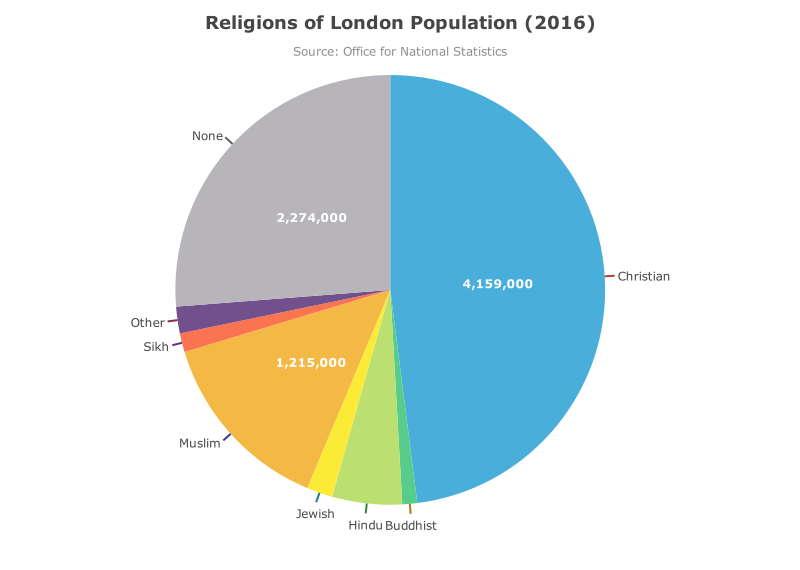 Religions of London Population (2016)
Source: Office for National Statistics
None
2,274,000
4,159,000
Christian
Other
Sikh
1,215,000
Muslim
Jewish
Hindu
Buddhist